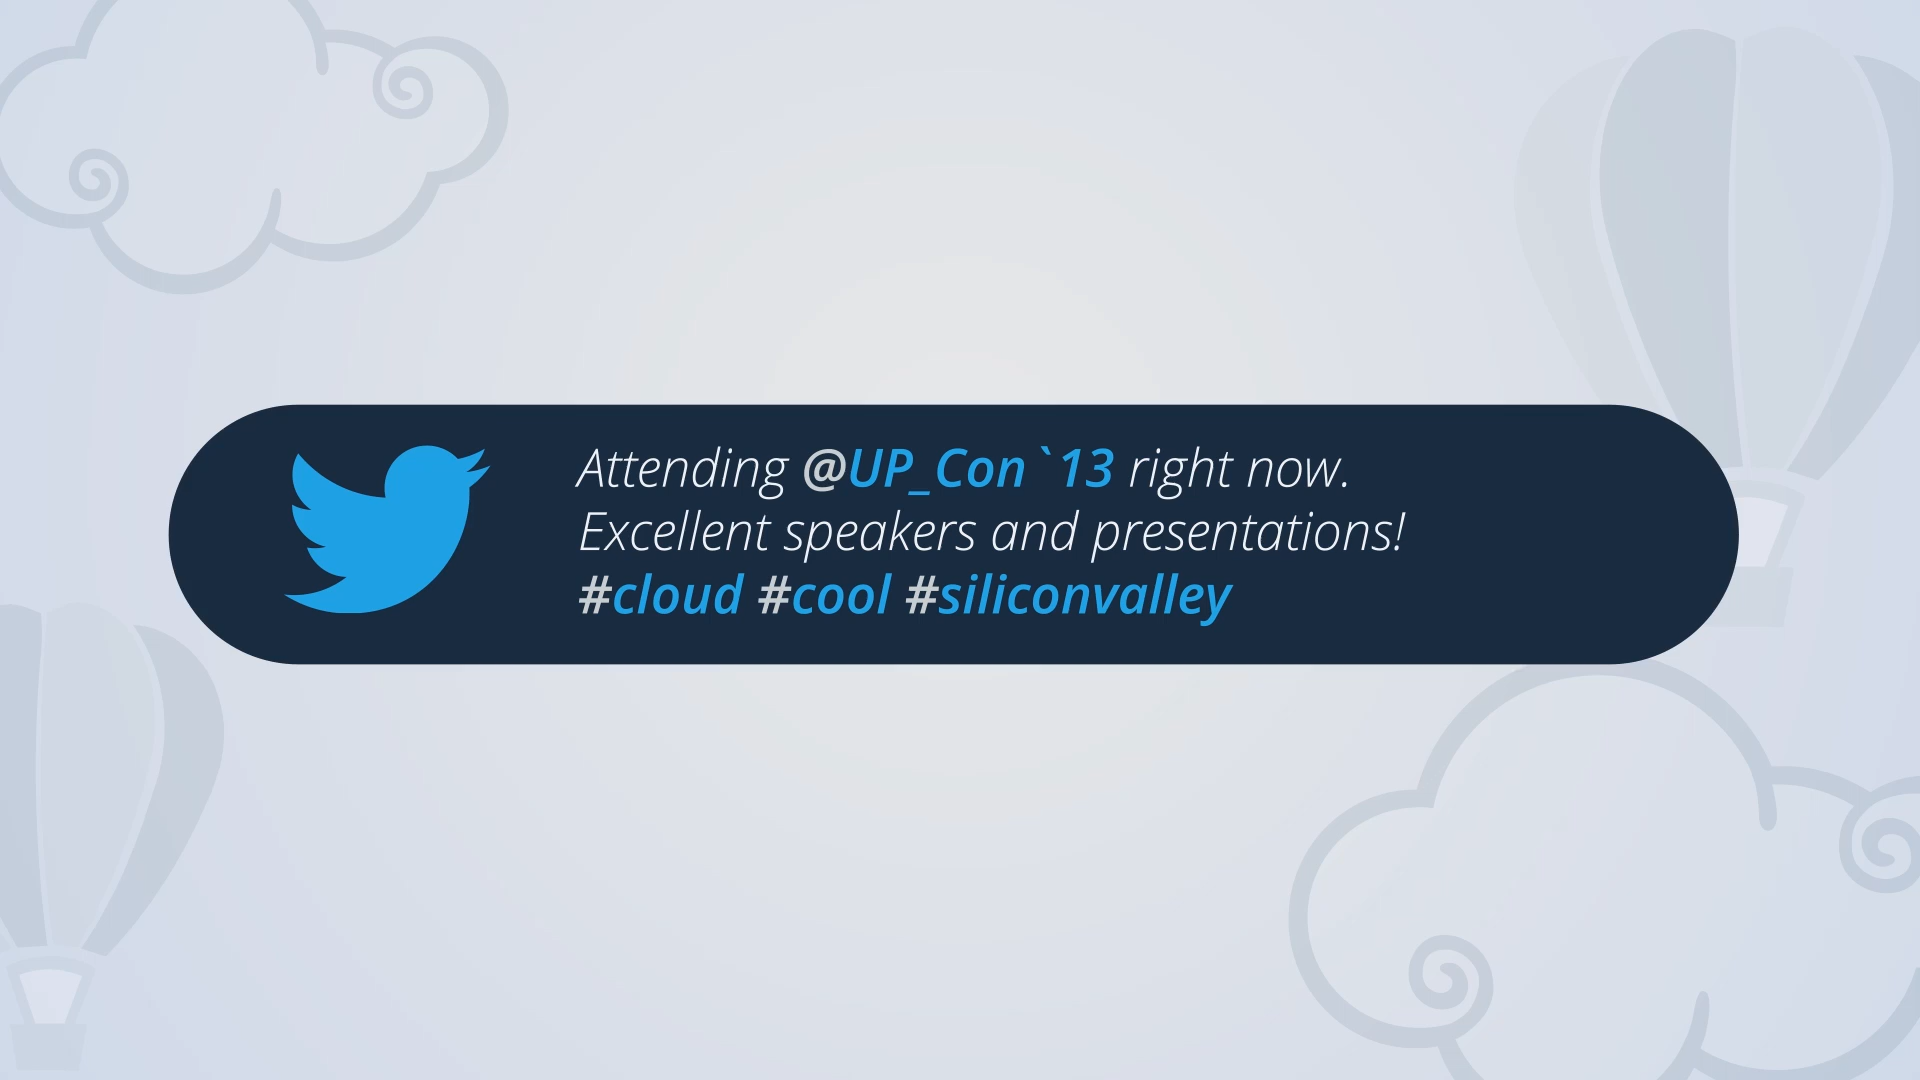 Attending @UP_Con`13 right now.
Excellent speakers and presentations!
#cloud #cool #siliconvalley